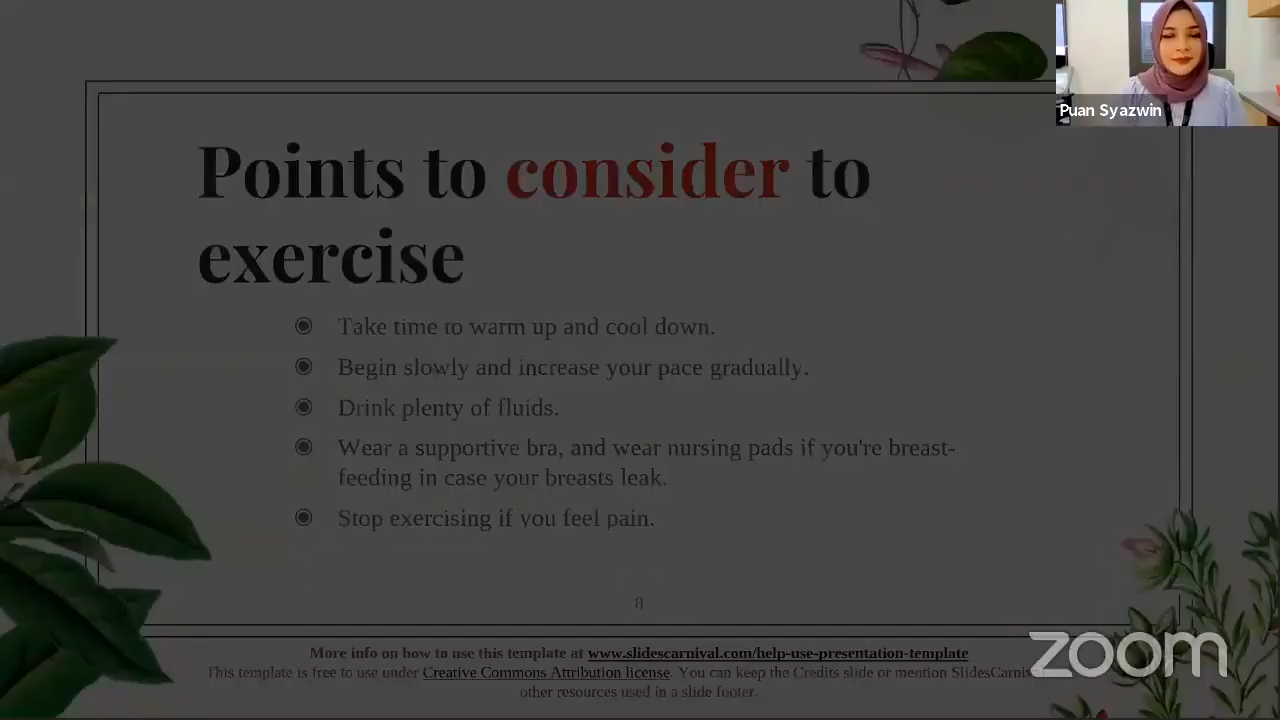 Puan Syazwin
Points to consider to
exercise
Take time to warm up and cool down.
Begin slowly and increase your pace gradually.
Drink plenty of fluids.
Wear a supportive bra, and wear nursing pads if you're breast-
feeding in case your breasts leak.
Stop exercising if you feel pain.
8
More info on how to use this template at www.slidescarnival.com/help-use-presentation-template
This template is free to use under Creative Commons Attribution license. You can keep the Credits slide or mention
other resources used in a slide footer.
zoom